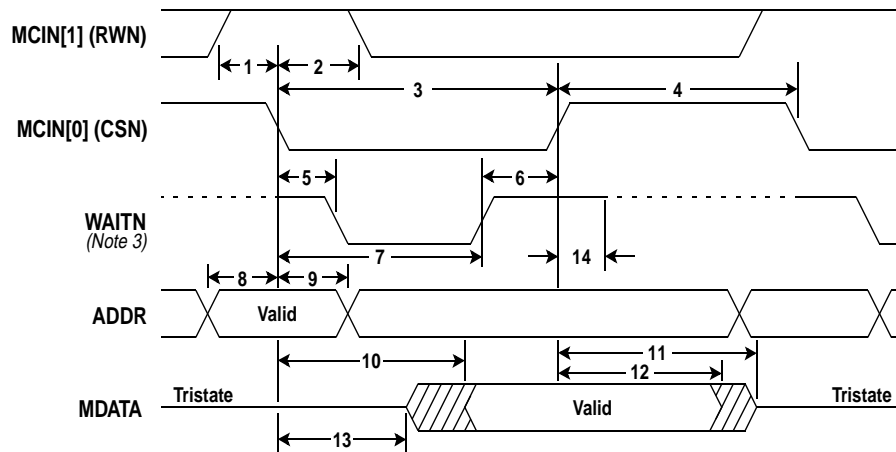 MCIN[1] (RWN)
1
2
3
4
MCIN[0] (CSN)
5
6
WAITN
(Note 3)
7
14
8
9
ADDR
Valid
10
11
12
Tristate
Valid
Tristate
MDATA
13